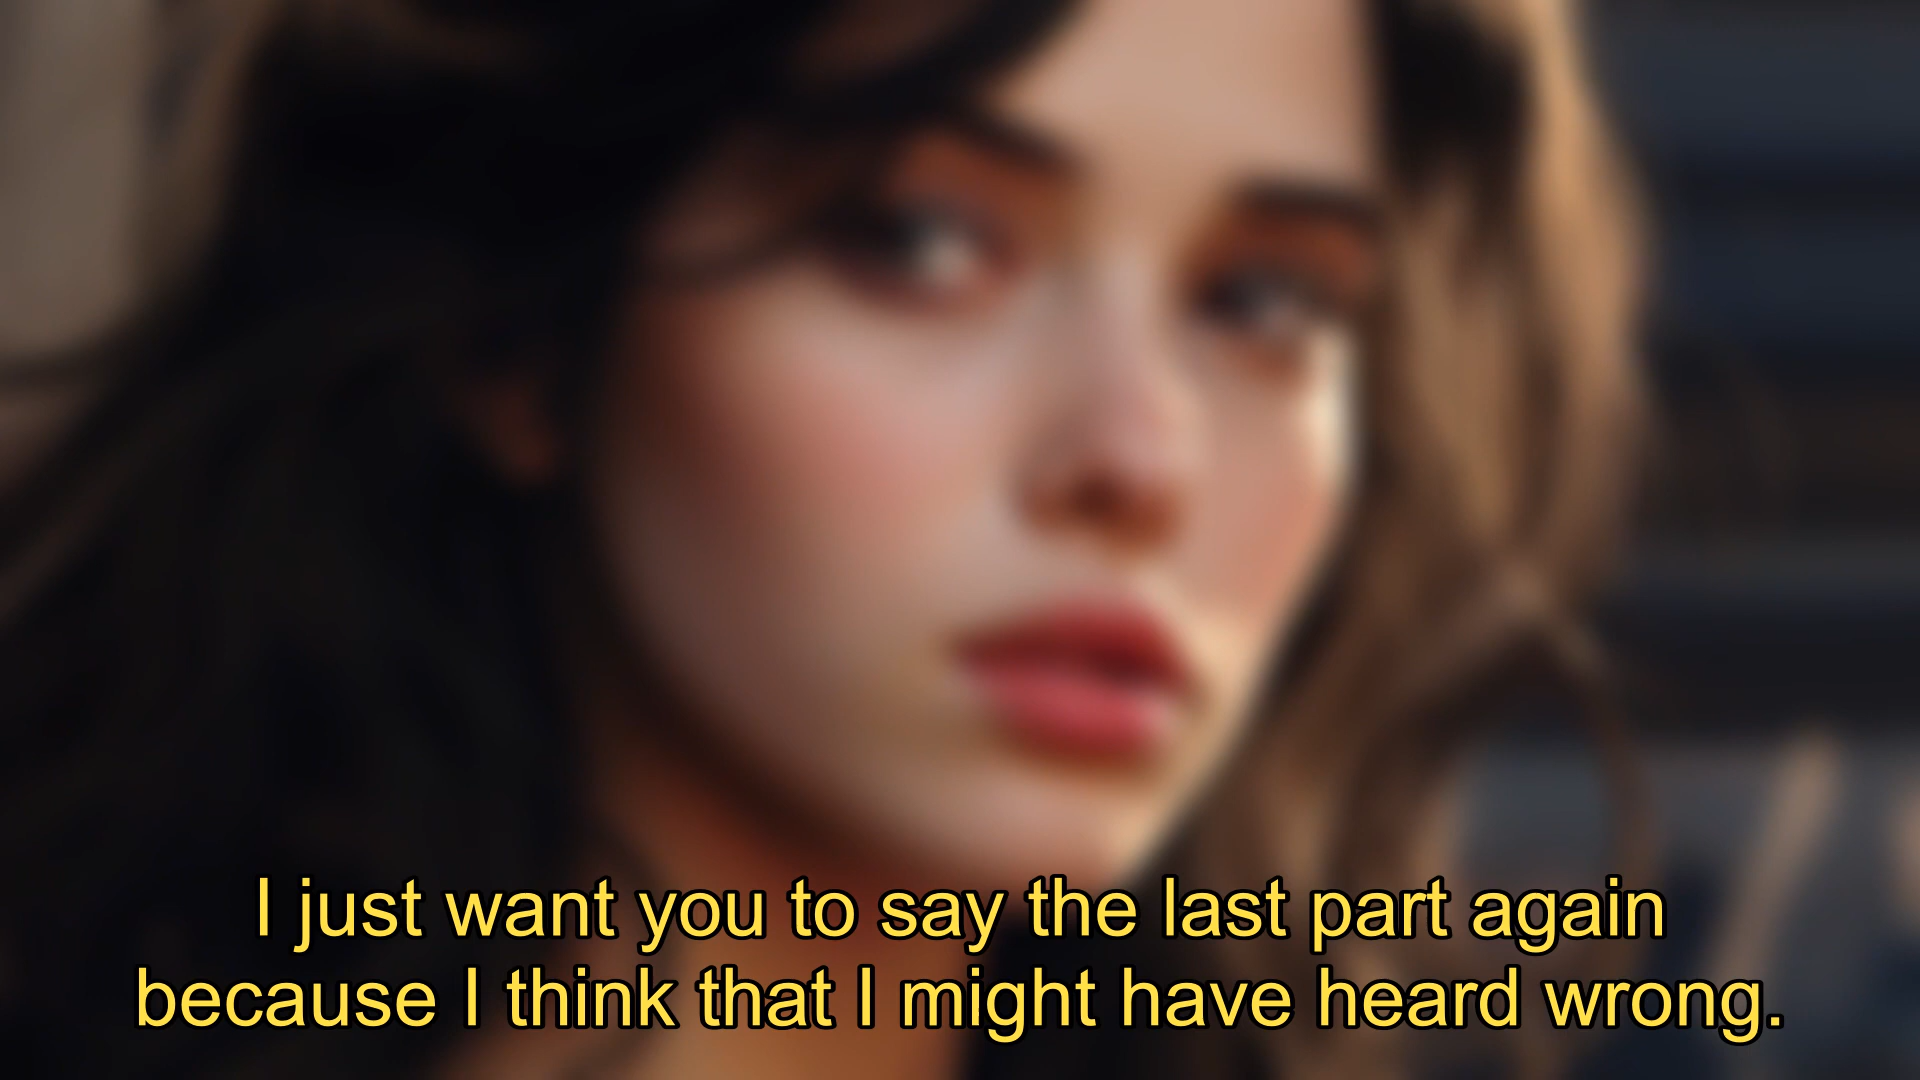 I just want you to say the last part again
because I think that I might have heard wrong.